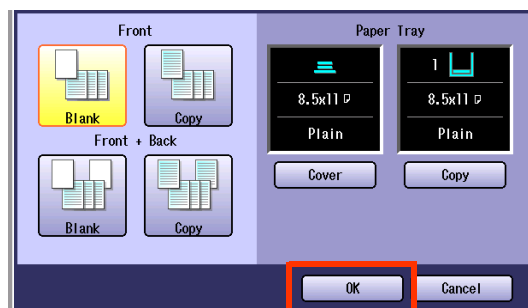 Front
Blank
Copy
Front + Back
Blank
Copy
Paper Tray
8.5x11
Plain
Cover
1
8.5x11
Plain
Copy
OK
Cancel